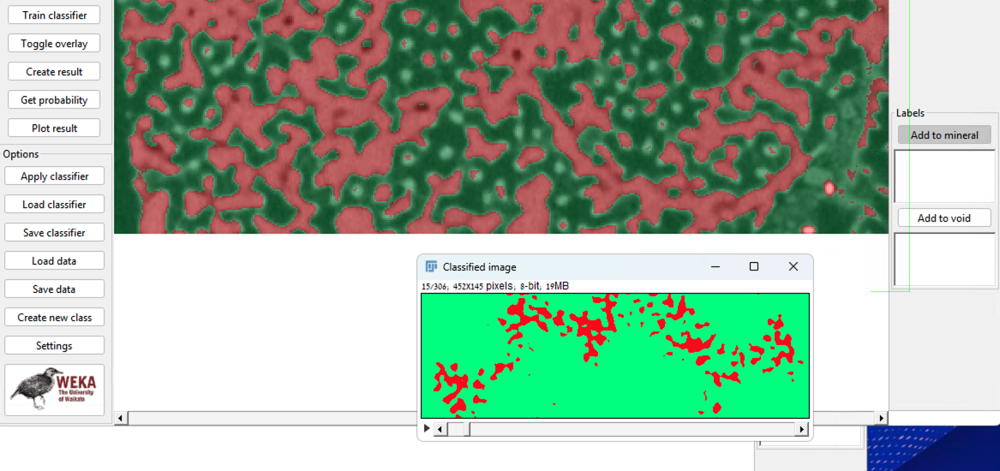 Train classifier
Toggle overlay
Create result
Get probability
Plot result
Options
Apply classifier
Load classifier
Save classifier
Load data
Save data
Create new class
Settings
WEKA
The University
of Waikato
Labels
Add to mineral
Add to void
Classified image
15/306; 452X145 pixels; 8-bit; 19MB